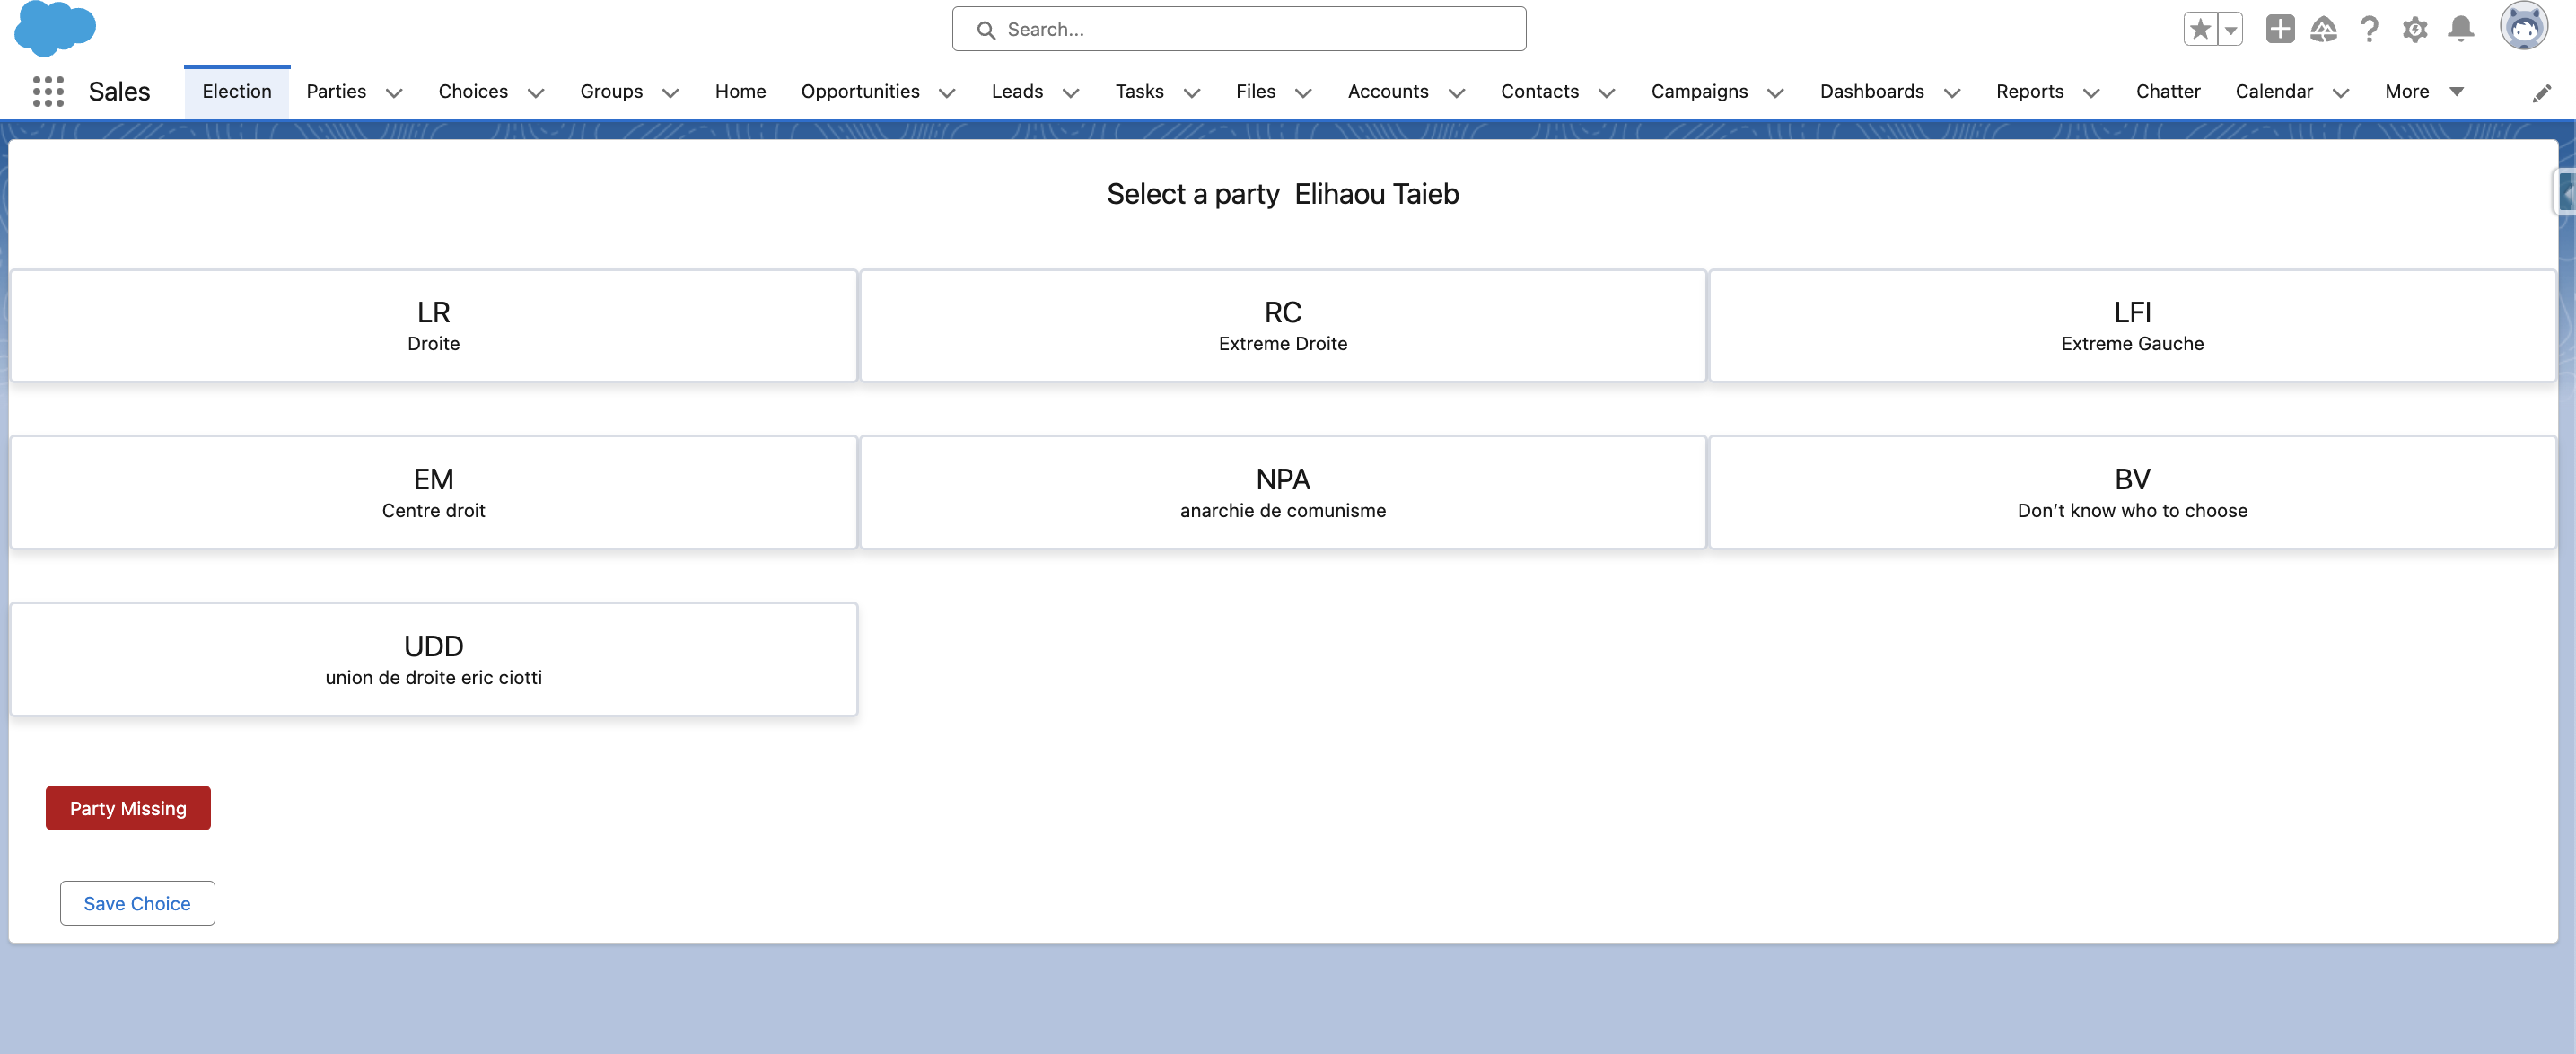 Search...
Sales Election Parties Choices Groups Home Opportunities Leads Tasks Files Accounts Contacts Campaigns Dashboards Reports Chatter Calendar More
Select a party Elihaou Taieb
LR
Droite
RC
Extreme Droite
LFI
Extreme Gauche
EM
Centre droit
NPA
anarchie de comunisme
BV
Don't know who to choose
UDD
union de droite eric ciotti
Party Missing
Save Choice